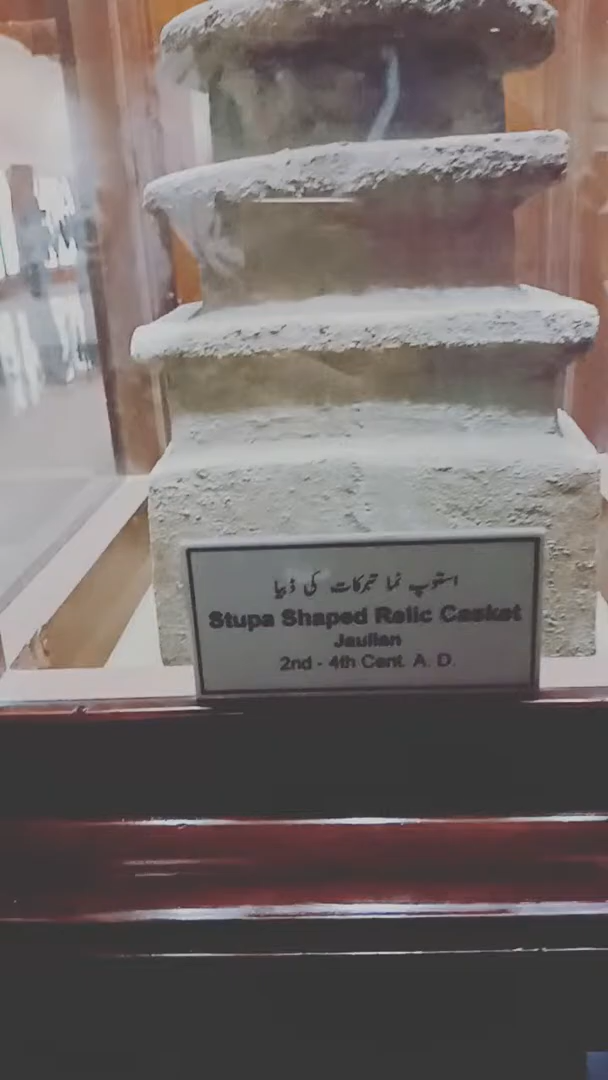 استوپ نما تبرکات کی ڈبیا
Stupa Shaped Relic Casket
Jaulian
2nd - 4th Cent. A. D.